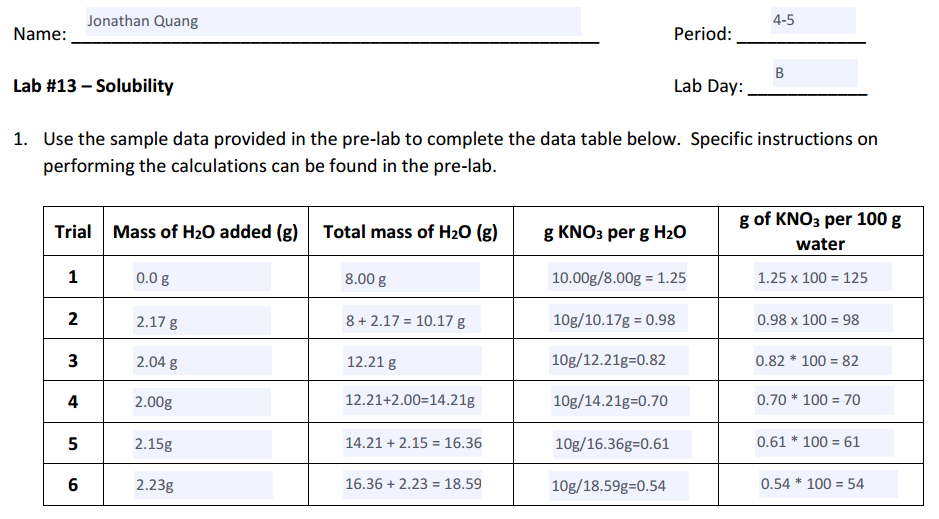 Jonathan Quang
4-5
Name:
Period:
B
Lab #13 – Solubility
Lab Day:
1. Use the sample data provided in the pre-lab to complete the data table below. Specific instructions on
performing the calculations can be found in the pre-lab.
Trial Mass of H2O added (g) Total mass of H2O (g) g KNO3 per g H2O g of KNO3 per 100 g
water
1 0.0 g 8.00 g 10.00g/8.00g = 1.25 1.25 x 100 = 125
2 2.17 g 8 + 2.17 = 10.17 g 10g/10.17g = 0.98 0.98 x 100 = 98
3 2.04 g 12.21 g 10g/12.21g=0.82 0.82 * 100 = 82
4 2.00g 12.21+2.00=14.21g 10g/14.21g=0.70 0.70 * 100 = 70
5 2.15g 14.21 + 2.15 = 16.36 10g/16.36g=0.61 0.61 * 100 = 61
6 2.23g 16.36 + 2.23 = 18.59 10g/18.59g=0.54 0.54 * 100 = 54